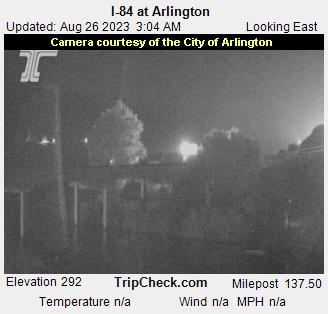 I-84 at Arlington
Updated: Aug 26 2023 3:04 AM Looking East
Camera courtesy of the City of Arlington
Elevation 292 TripCheck.com Milepost 137.50
Temperature n/a Wind n/a MPH n/a